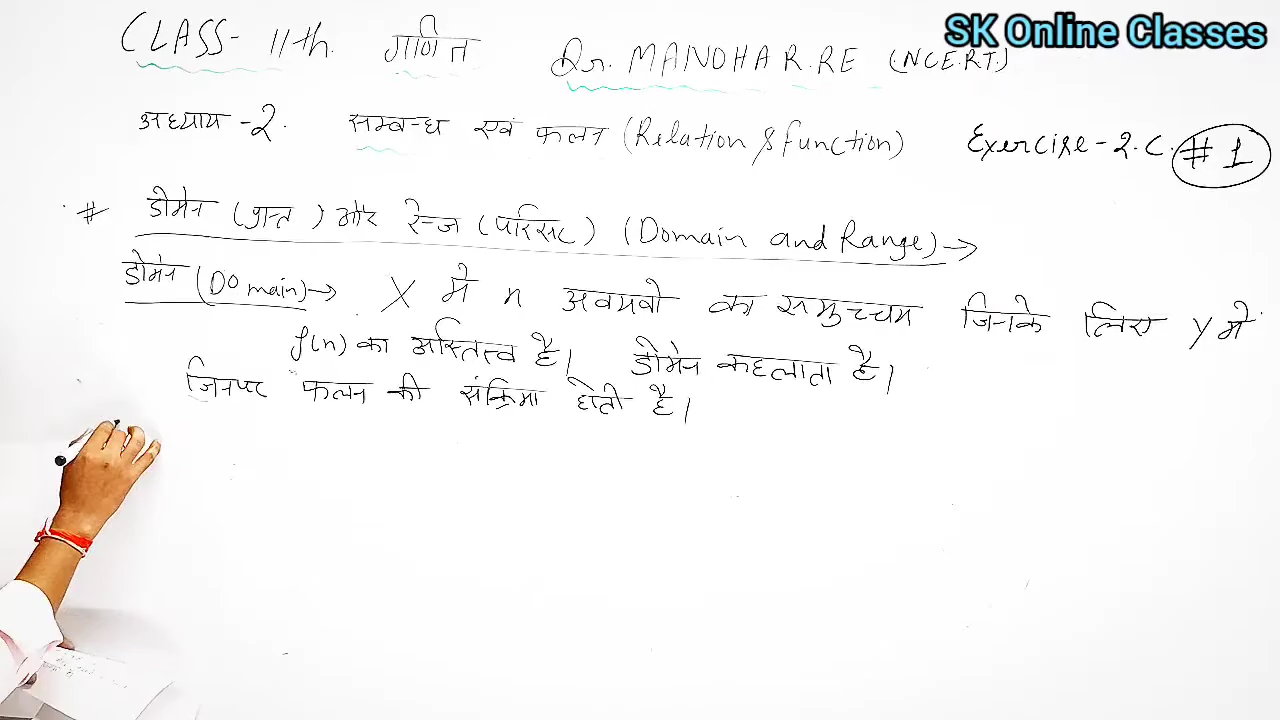 SK Online Classes
CLASS- 11th. गणित Dr. MANOHAR.RE (NCERT)
अध्याय -2. सम्बन्ध एवं फलन (Relation & function) Exercise-2.C. #1
# डोमेन (प्रान्त) और रेन्ज (परिसर) (Domain and Range)→
डोमेन (Domain)→ X में n अवयवो का समुच्चय जिनके लिए Y में
f(n) का अस्तित्व है। डोमेन कहलाता है।
जिनपर फलन की संक्रिया होती है।